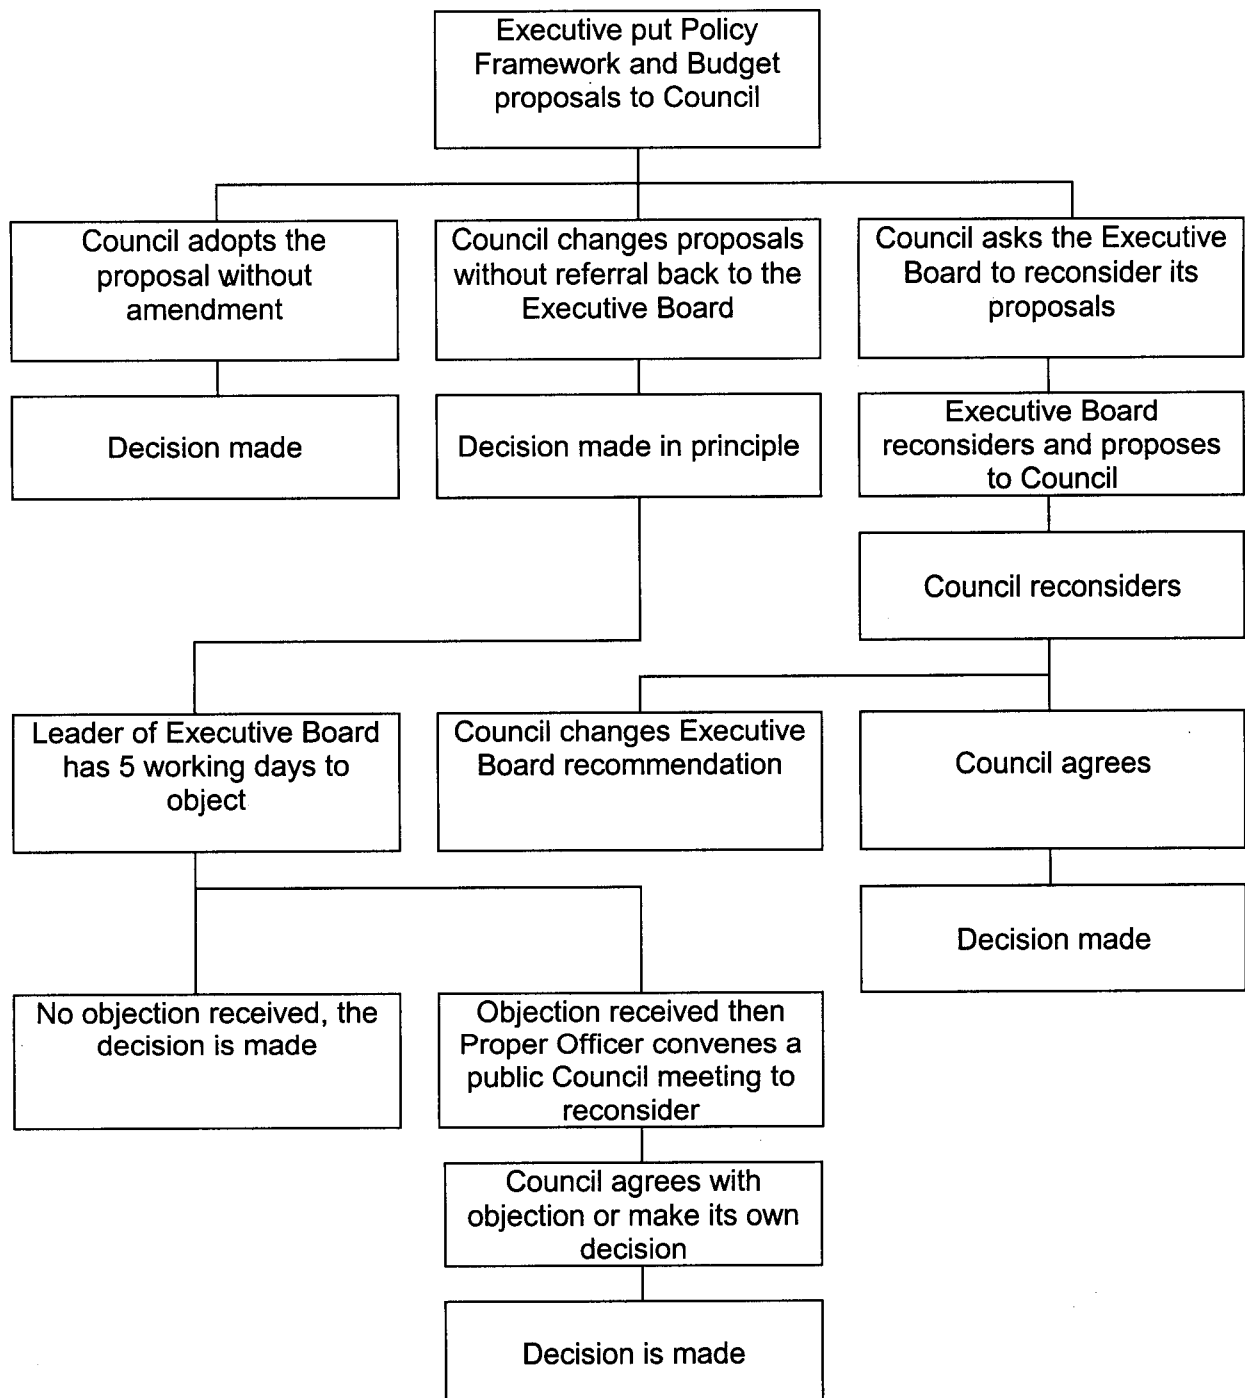 Executive put Policy
Framework and Budget
proposals to Council
Council adopts the
proposal without
amendment
Council changes proposals
without referral back to the
Executive Board
Council asks the Executive
Board to reconsider its
proposals
Decision made
Decision made in principle
Executive Board
reconsiders and proposes
to Council
Council reconsiders
Leader of Executive Board
has 5 working days to
object
Council changes Executive
Board recommendation
Council agrees
Decision made
No objection received, the
decision is made
Objection received then
Proper Officer convenes a
public Council meeting to
reconsider
Council agrees with
objection or make its own
decision
Decision is made